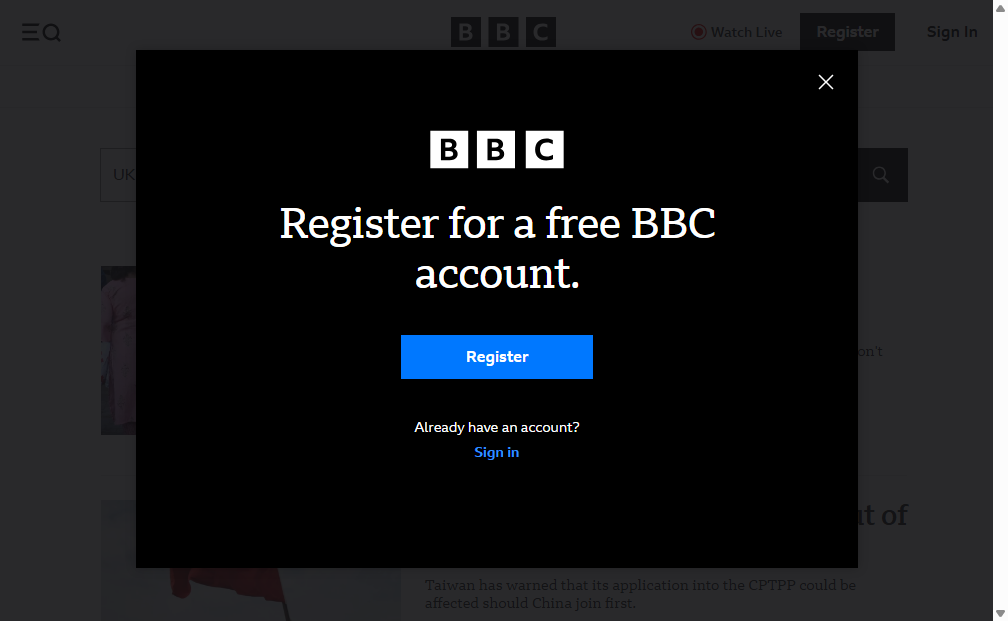 BBC
Watch Live
Register
Sign In
UK
BBC
Register for a free BBC
account.
on't
Register
Already have an account?
Sign in
t of
Taiwan has warned that its application into the CPTPP could be
affected should China join first.